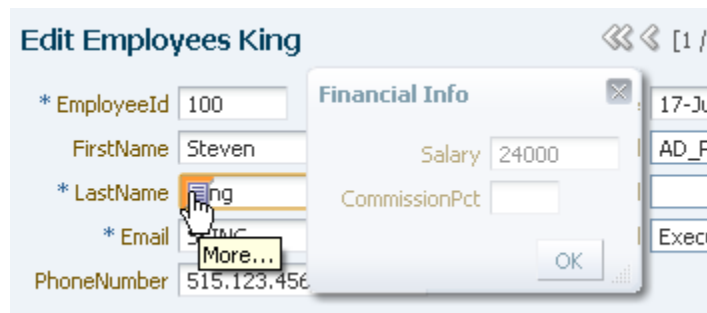 Edit Employees King [1 /
* EmployeeId 100
FirstName Steven
* LastName ng
* Email
PhoneNumber 515.123.456
More...
Financial Info
Salary 24000
CommissionPct
OK
17-Ju
AD_P
Execu